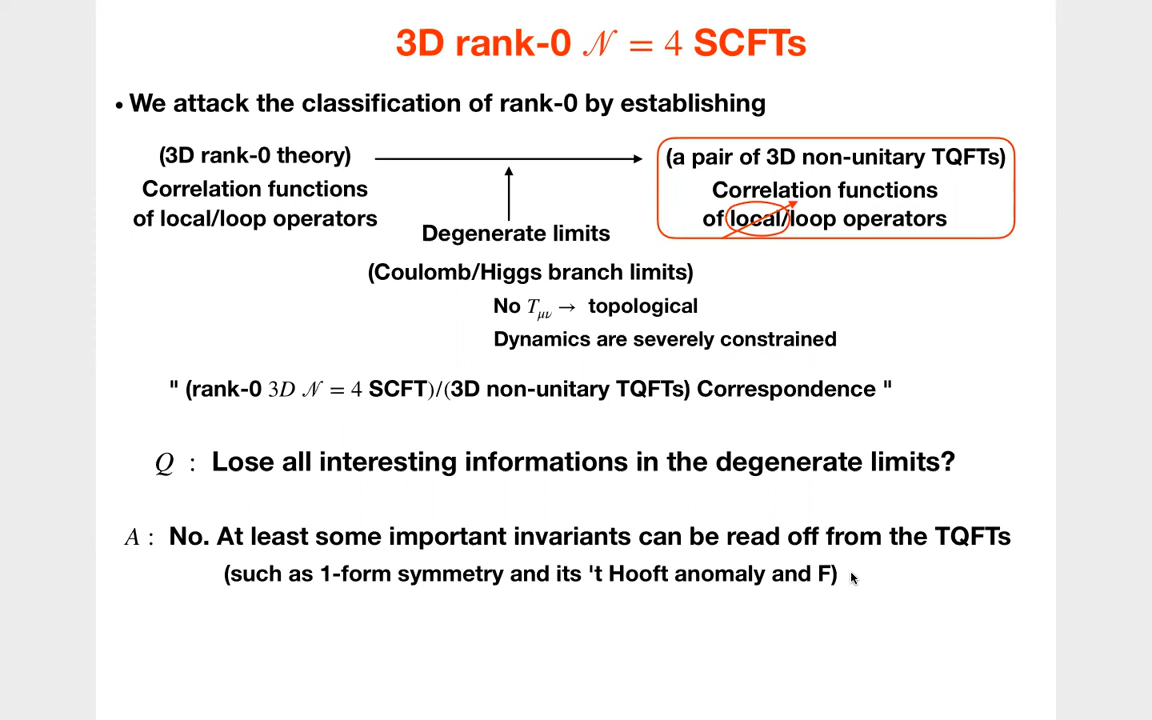 3D rank-0 𝒩 = 4 SCFTs
• We attack the classification of rank-0 by establishing
(3D rank-0 theory)
Correlation functions
of local/loop operators
Degenerate limits
(Coulomb/Higgs branch limits)
No T_μν → topological
Dynamics are severely constrained
(a pair of 3D non-unitary TQFTs)
Correlation functions
of local/loop operators
" (rank-0 3D 𝒩 = 4 SCFT)/(3D non-unitary TQFTs) Correspondence "
Q : Lose all interesting informations in the degenerate limits?
A : No. At least some important invariants can be read off from the TQFTs
(such as 1-form symmetry and its 't Hooft anomaly and F)